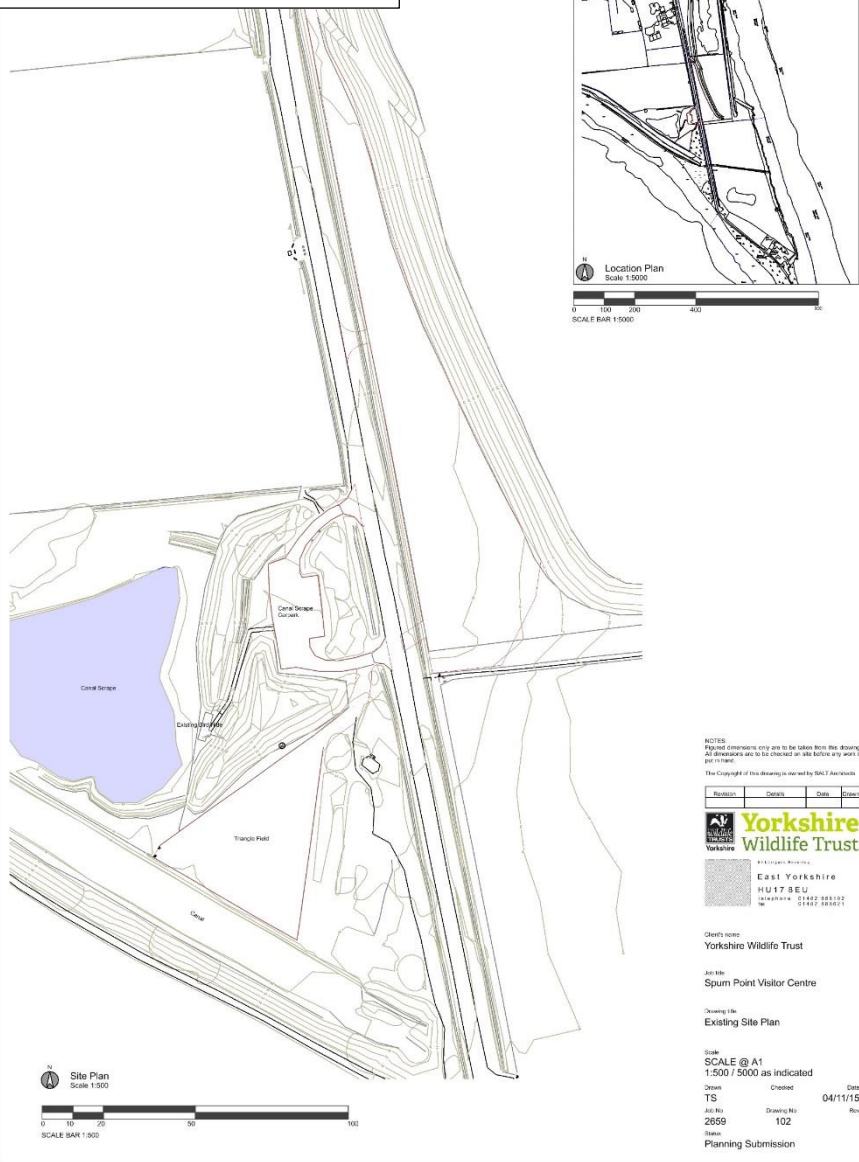 N
Location Plan
Scale 1:5000
0 100 200 400
SCALE BAR 1:5000
Canal Scrape
Carpark
Canal Scrape
Existing Bird Hide
Triangle Field
Canal
N
Site Plan
Scale 1:500
0 10 20 50 100
SCALE BAR 1:500
NOTES:
Figured dimensions only are to be taken from this drawing
All dimensions are to be checked on site before any work is
put in hand.
The Copyright of this drawing is owned by SALT Architects
Revision Details Date Drawn
wildlife
TRUSTS
Yorkshire
Yorkshire
Wildlife Trust
East Yorkshire
HU17 8EU
telephone
fax
Client's name
Yorkshire Wildlife Trust
Job title
Spurn Point Visitor Centre
Drawing title
Existing Site Plan
Scale
SCALE @ A1
1:500 / 5000 as indicated
Drawn Checked Date
TS 04/11/15
Job No Drawing No Rev
2659 102
Status
Planning Submission